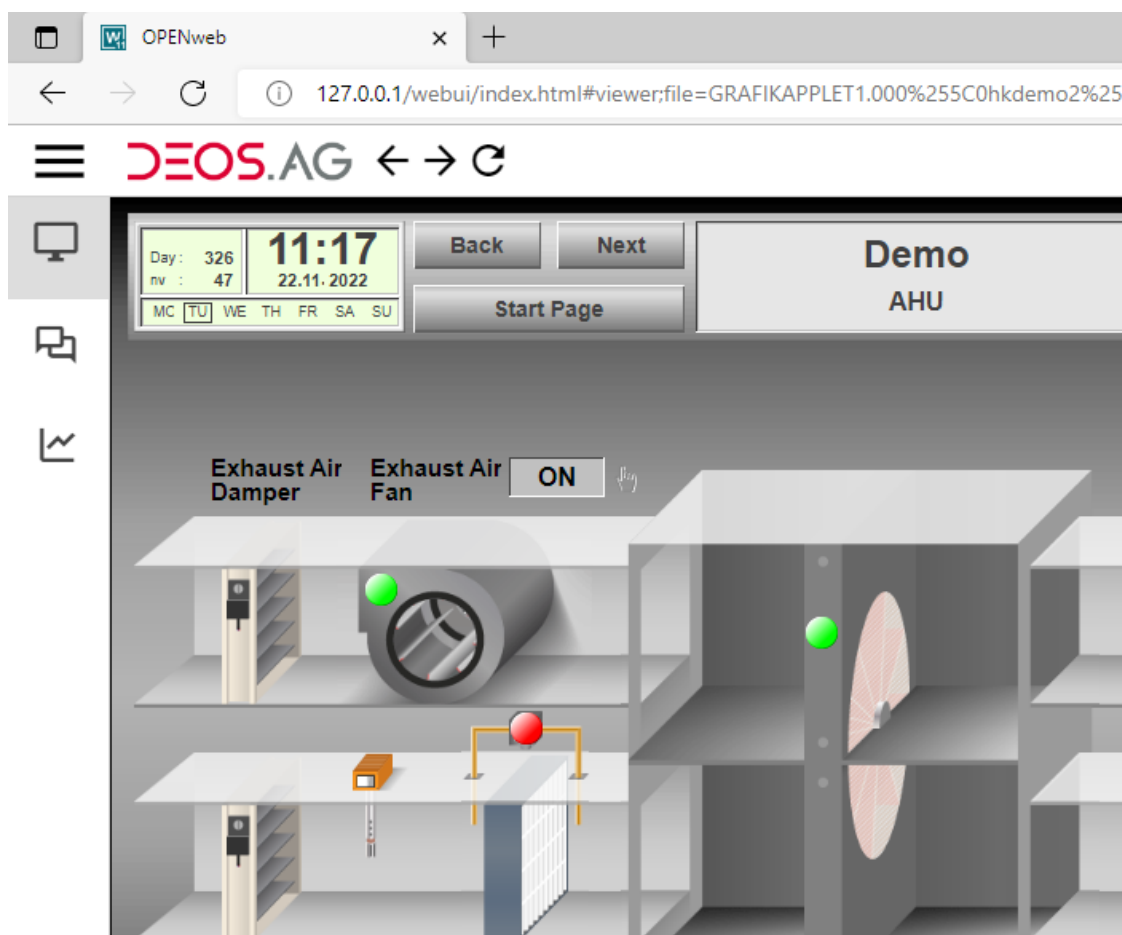 OPENweb
127.0.0.1/webui/index.html#viewer;file=GRAFIKAPPLET1.000%255C0hkdemo2%25
DEOS.AG
Day: 326
nv : 47
11:17
22.11.2022
MC TU WE TH FR SA SU
Back
Next
Start Page
Demo
AHU
Exhaust Air
Damper
Exhaust Air
Fan
ON